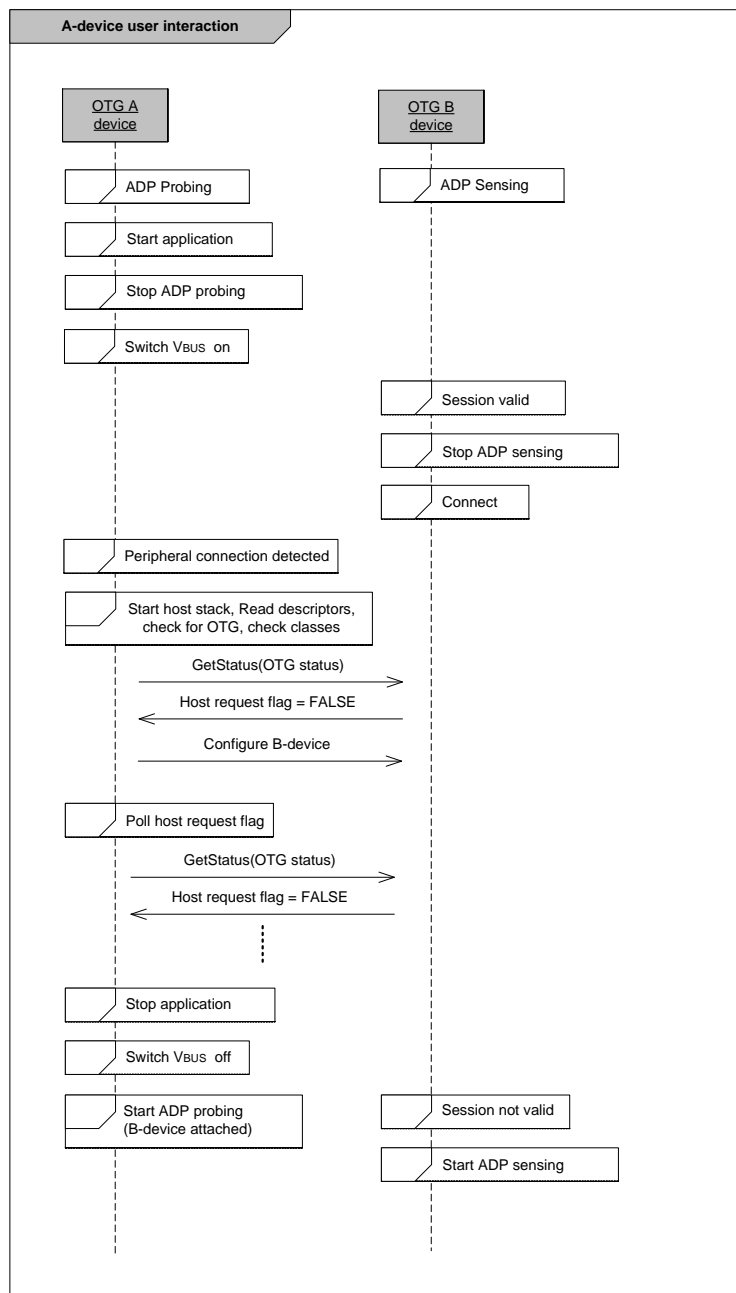 A-device user interaction
OTG A
device
OTG B
device
ADP Probing
ADP Sensing
Start application
Stop ADP probing
Switch VBUS on
Session valid
Stop ADP sensing
Connect
Peripheral connection detected
Start host stack, Read descriptors,
check for OTG, check classes
GetStatus(OTG status)
Host request flag = FALSE
Configure B-device
Poll host request flag
GetStatus(OTG status)
Host request flag = FALSE
Stop application
Switch VBUS off
Start ADP probing
(B-device attached)
Session not valid
Start ADP sensing